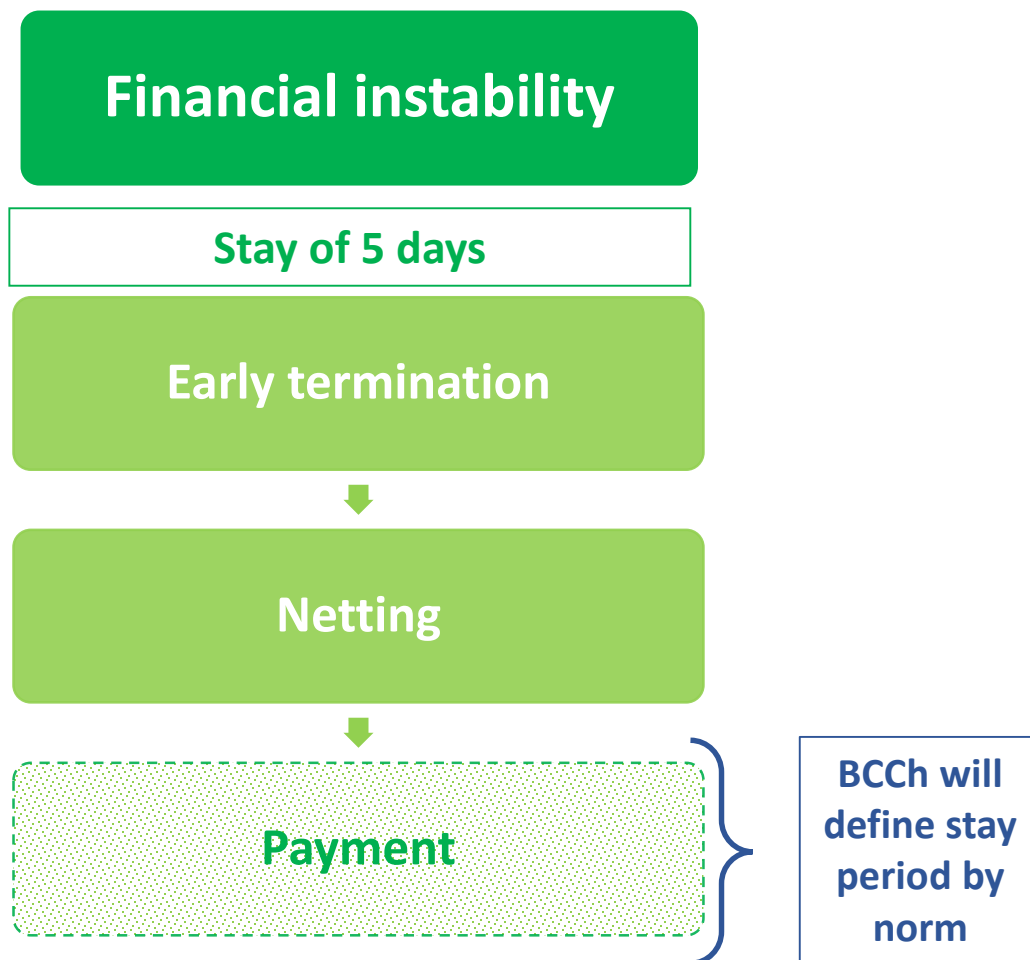 Financial instability
Stay of 5 days
Early termination
Netting
Payment
BCCh will
define stay
period by
norm